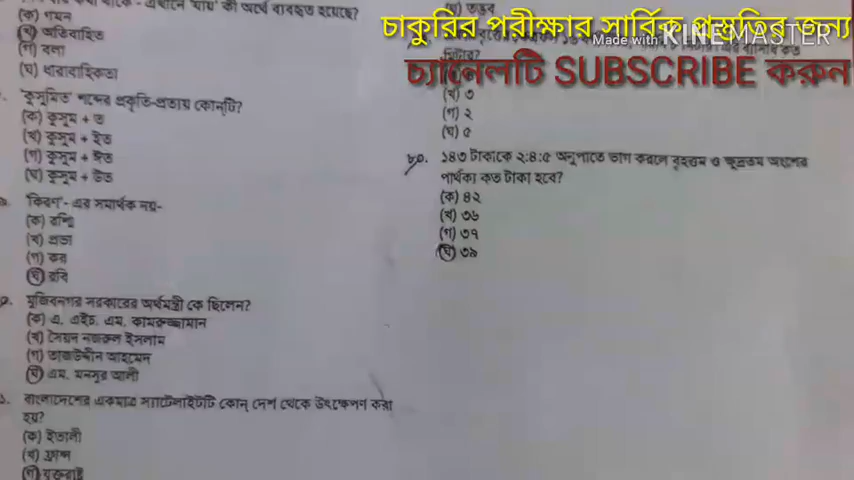 (ক) গমন
(খ) অতিবাহিত
(গ) বলা
(ঘ) ধারাবাহিকতা
'কুসুমিত' শব্দের প্রকৃতি-প্রত্যয় কোনটি?
(ক) কুসুম + ত
(খ) কুসুম + ইত
(গ) কুসুম + ঈত
(ঘ) কুসুম + উত
'কিরণ'- এর সমার্থক নয়-
(ক) রশ্মি
(খ) প্রভা
(গ) কর
(ঘ) রবি
মুজিবনগর সরকারের অর্থমন্ত্রী কে ছিলেন?
(ক) এ. এইচ. এম. কামরুজ্জামান
(খ) সৈয়দ নজরুল ইসলাম
(গ) তাজউদ্দীন আহমেদ
(ঘ) এম. মনসুর আলী
বাংলাদেশের একমাত্র স্যাটেলাইটটি কোন্ দেশ থেকে উৎক্ষেপণ করা
হয়?
(ক) ইতালী
(খ) ফ্রান্স
(গ) যুক্তরাষ্ট্র
(ঘ) তদ্ভব
চাকুরির পরীক্ষার সার্বিক প্রস্তুতির জন্য
Made with KINEMASTER
মিটার?
চ্যানেলটি SUBSCRIBE করুন
(খ) ৩
(গ) ২
(ঘ) ৫
৮০. ১৪৩ টাকাকে ২:৪:৫ অনুপাতে ভাগ করলে বৃহত্তম ও ক্ষুদ্রতম অংশের
পার্থক্য কত টাকা হবে?
(ক) ৪২
(খ) ৩৬
(গ) ৩৭
(ঘ) ৩৯